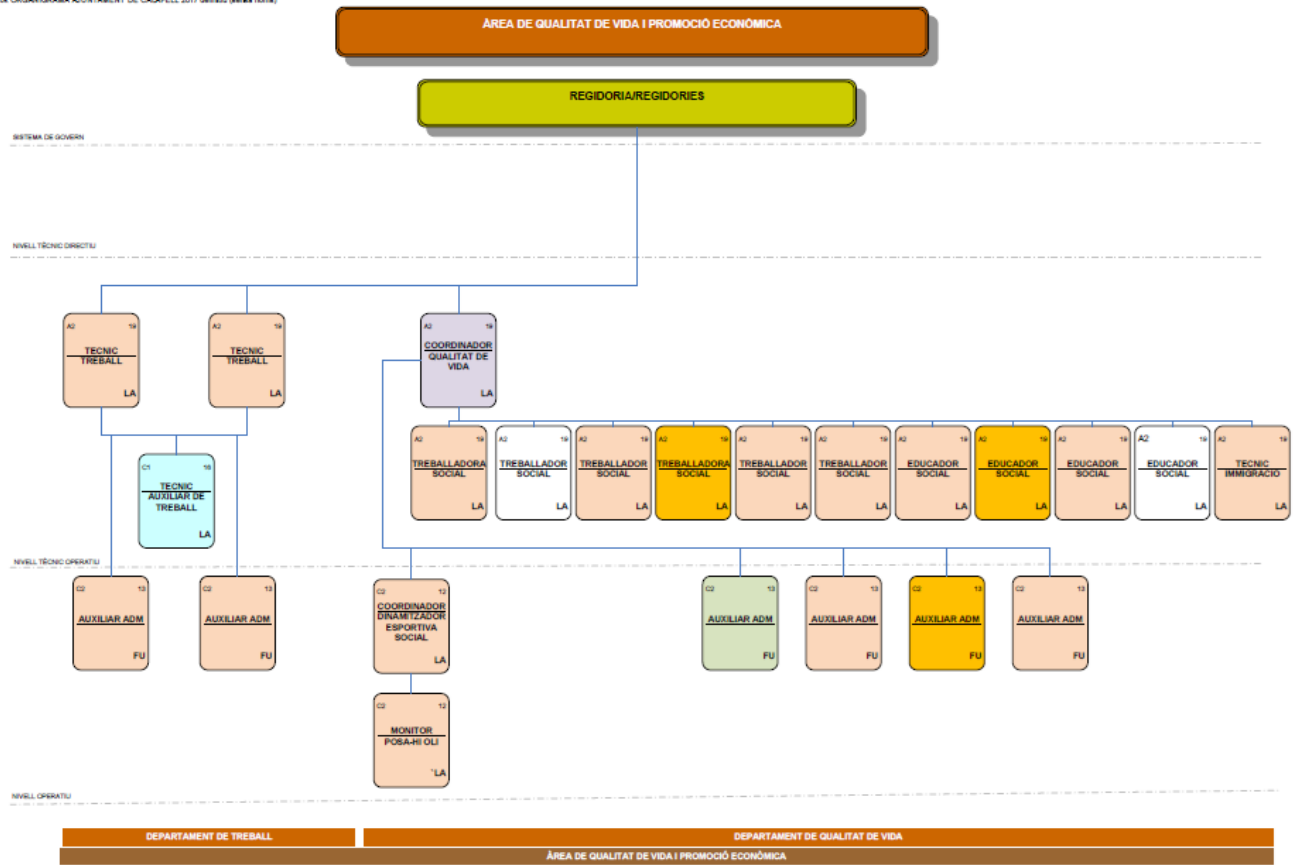 ORGANIGRAMA AJUNTAMENT DE CALAFELL 2017
ÀREA DE QUALITAT DE VIDA I PROMOCIÓ ECONÒMICA
REGIDORIA/REGIDORIES
SISTEMA DE GOVERN
NIVELL TÈCNIC DIRECTIU
A2 19
TECNIC
TREBALL
LA
A2 19
TECNIC
TREBALL
LA
A2 19
COORDINADOR
QUALITAT DE
VIDA
LA
C1 16
TECNIC
AUXILIAR DE
TREBALL
LA
A2 19
TREBALLADORA
SOCIAL
LA
A2 19
TREBALLADOR
SOCIAL
LA
A2 19
TREBALLADOR
SOCIAL
LA
A2 19
TREBALLADORA
SOCIAL
LA
A2 19
TREBALLADOR
SOCIAL
LA
A2 19
TREBALLADOR
SOCIAL
LA
A2 19
EDUCADOR
SOCIAL
LA
A2 19
EDUCADOR
SOCIAL
LA
A2 19
EDUCADOR
SOCIAL
LA
A2 19
EDUCADOR
SOCIAL
LA
A2 19
TECNIC
IMMIGRACIO
LA
NIVELL TÈCNIC OPERATIU
C2 13
AUXILIAR ADM
FU
C2 13
AUXILIAR ADM
FU
C2 12
COORDINADOR
DINAMITZADOR
ESPORTIVA
SOCIAL
LA
C2 13
AUXILIAR ADM
FU
C2 13
AUXILIAR ADM
FU
C2 13
AUXILIAR ADM
FU
C2 13
AUXILIAR ADM
FU
C2 12
MONITOR
POSA-HI OLI
`LA
NIVELL OPERATIU
DEPARTAMENT DE TREBALL
DEPARTAMENT DE QUALITAT DE VIDA
ÀREA DE QUALITAT DE VIDA I PROMOCIÓ ECONÒMICA